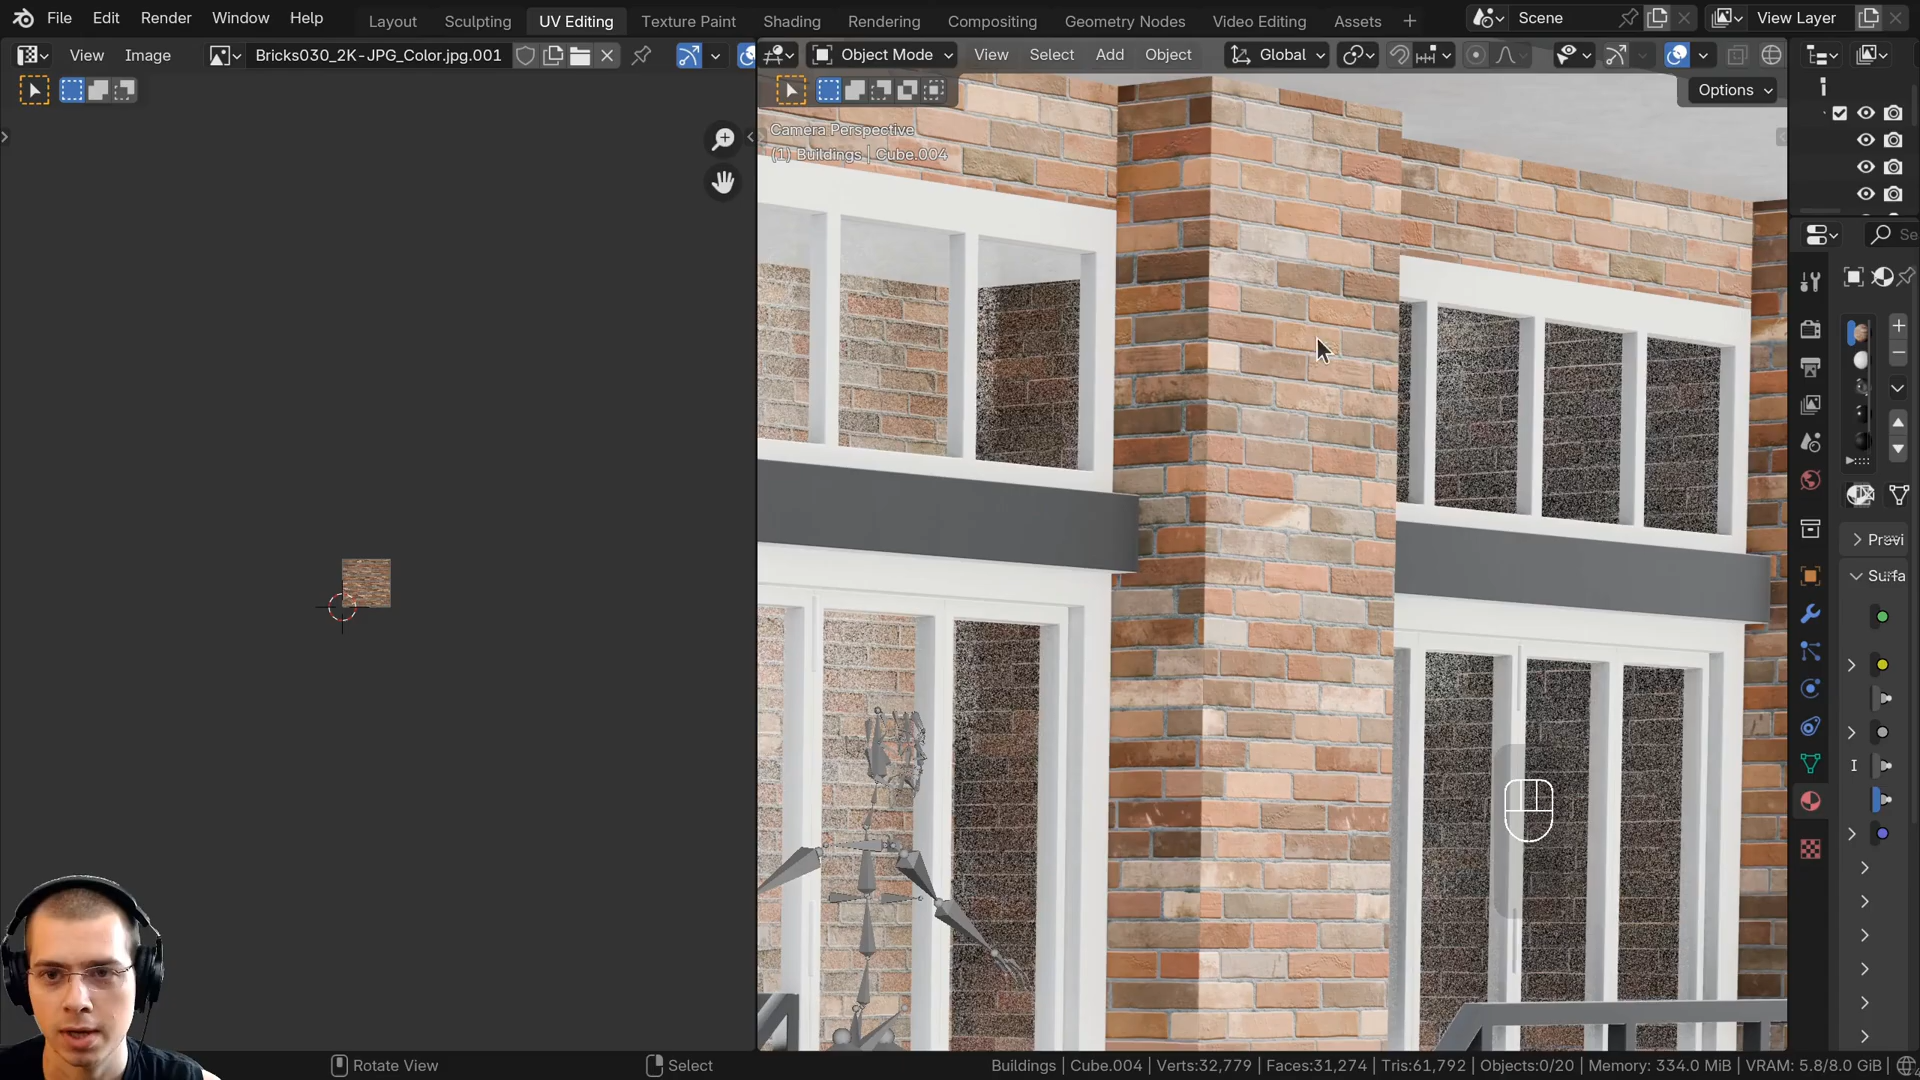 File Edit Render Window Help Layout Sculpting UV Editing Texture Paint Shading Rendering Compositing Geometry Nodes Video Editing Assets + Scene View Layer
View Image Bricks030_2K-JPG_Color.jpg.001 Object Mode View Select Add Object Global
Options
Camera Perspective
(1) Buildings | Cube.004
Se
Previ
Surfa
I
Rotate View Select Buildings | Cube.004 | Verts:32,779 | Faces:31,274 | Tris:61,792 | Objects:0/20 | Memory: 334.0 MiB | VRAM: 5.8/8.0 GiB